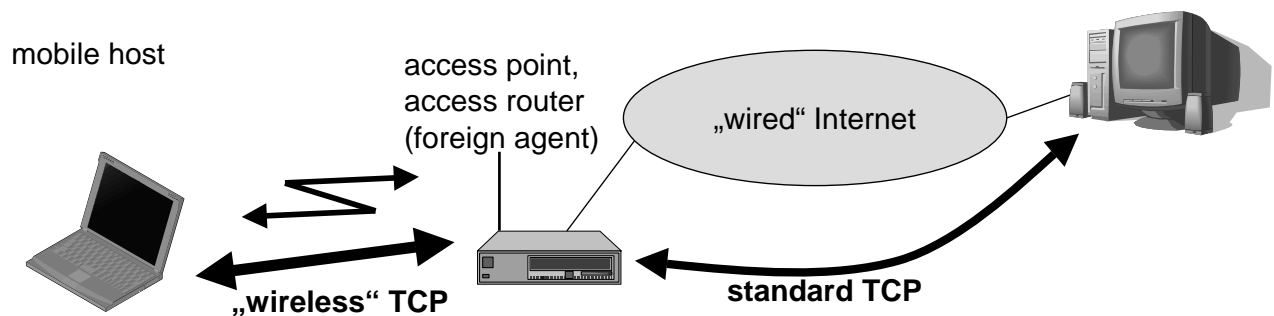 mobile host
access point,
access router
(foreign agent)
„wired“ Internet
„wireless“ TCP
standard TCP